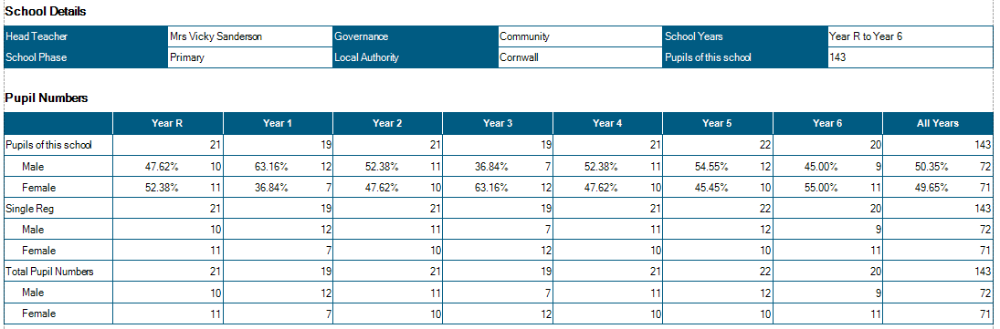 School Details
Head Teacher Mrs Vicky Sanderson Governance Community School Years Year R to Year 6
School Phase Primary Local Authority Cornwall Pupils of this school 143
Pupil Numbers
Year R Year 1 Year 2 Year 3 Year 4 Year 5 Year 6 All Years
Pupils of this school 21 19 21 19 21 22 20 143
Male 47.62% 10 63.16% 12 52.38% 11 36.84% 7 52.38% 11 54.55% 12 45.00% 9 50.35% 72
Female 52.38% 11 36.84% 7 47.62% 10 63.16% 12 47.62% 10 45.45% 10 55.00% 11 49.65% 71
Single Reg 21 19 21 19 21 22 20 143
Male 10 12 11 7 11 12 9 72
Female 11 7 10 12 10 10 11 71
Total Pupil Numbers 21 19 21 19 21 22 20 143
Male 10 12 11 7 11 12 9 72
Female 11 7 10 12 10 10 11 71